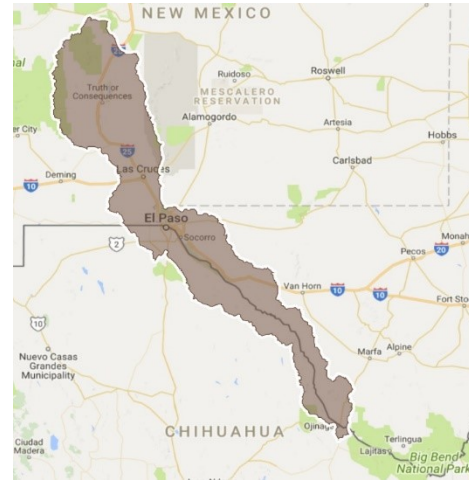 NEW MEXICO
25
Ruidoso
Roswell
Truth or
Consequences
MESCALERO
RESERVATION
Alamogordo
Artesia
Hobbs
25
Carlsbad
Las Cruces
Deming
10
El Paso
2
Socorro
Monah
20
Pecos
Van Horn
10
10
Fort Sto
10
Marfa
Alpine
Nuevo Casas
Grandes
Municipality
CHIHUAHUA
Ojinaga
Terlingua
Lajitas
Ciudad
Madera
Big Bend
National Park